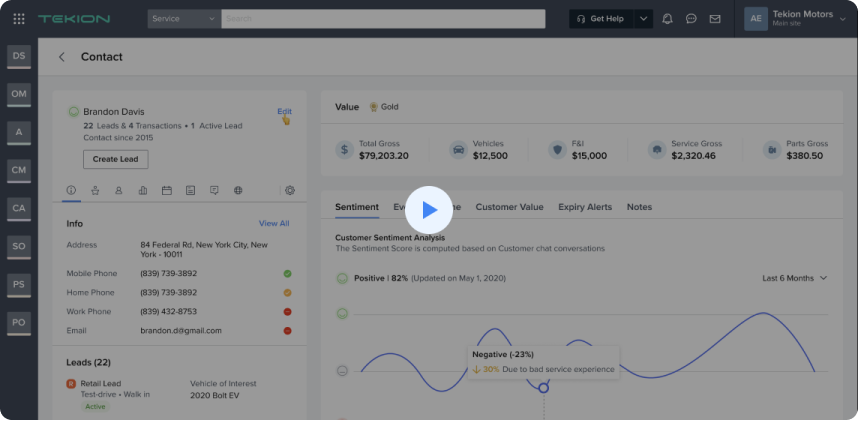 TEKION
Service
Search
Get Help
AE
Tekion Motors
Main site
DS
OM
A
CM
CA
SO
PS
PO
Contact
Brandon Davis
Edit
22 Leads & 4 Transactions • 1 Active Lead
Contact since 2015
Create Lead
Info
View All
Address
84 Federal Rd, New York City, New
York - 10011
Mobile Phone
(839) 739-3892
Home Phone
(839) 739-3892
Work Phone
(839) 432-8753
Email
brandon.d@gmail.com
Leads (22)
R Retail Lead
Test-drive • Walk in
Active
Vehicle of Interest
2020 Bolt EV
Value
Gold
Total Gross
$79,203.20
Vehicles
$12,500
F&I
$15,000
Service Gross
$2,320.46
Parts Gross
$380.50
Sentiment
Customer Value
Expiry Alerts
Notes
Customer Sentiment Analysis
The Sentiment Score is computed based on Customer chat conversations
Positive | 82% (Updated on May 1, 2020)
Last 6 Months
Negative (-23%)
30% Due to bad service experience